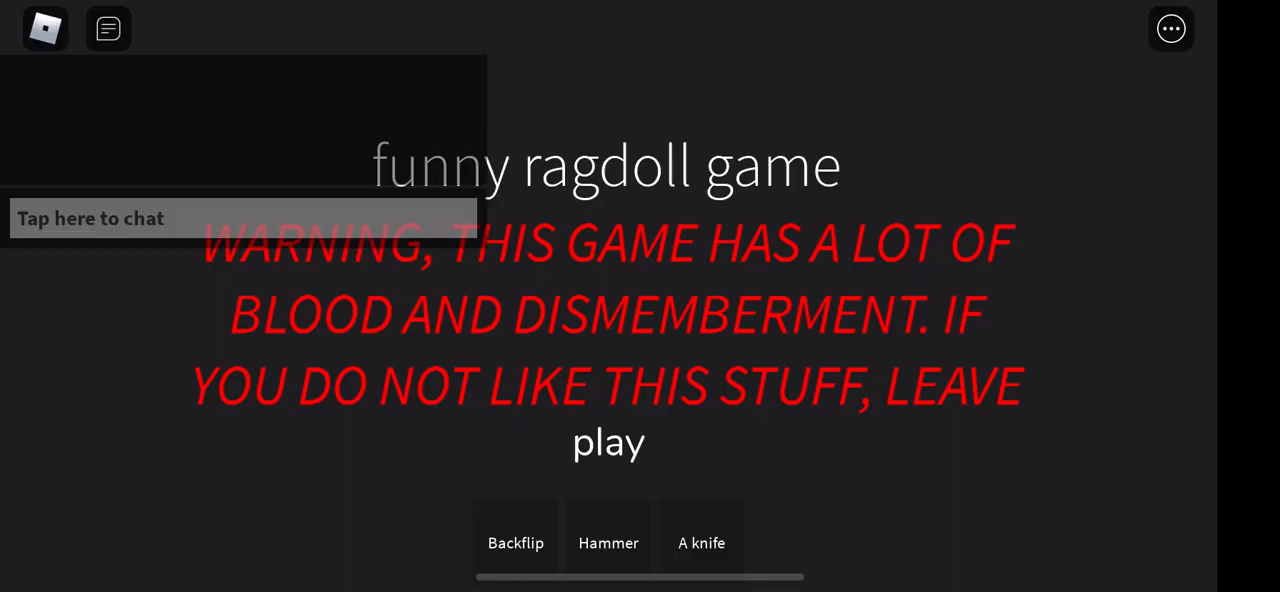 funny ragdoll game
Tap here to chat
WARNING, THIS GAME HAS A LOT OF
BLOOD AND DISMEMBERMENT. IF
YOU DO NOT LIKE THIS STUFF, LEAVE
play
Backflip
Hammer
A knife